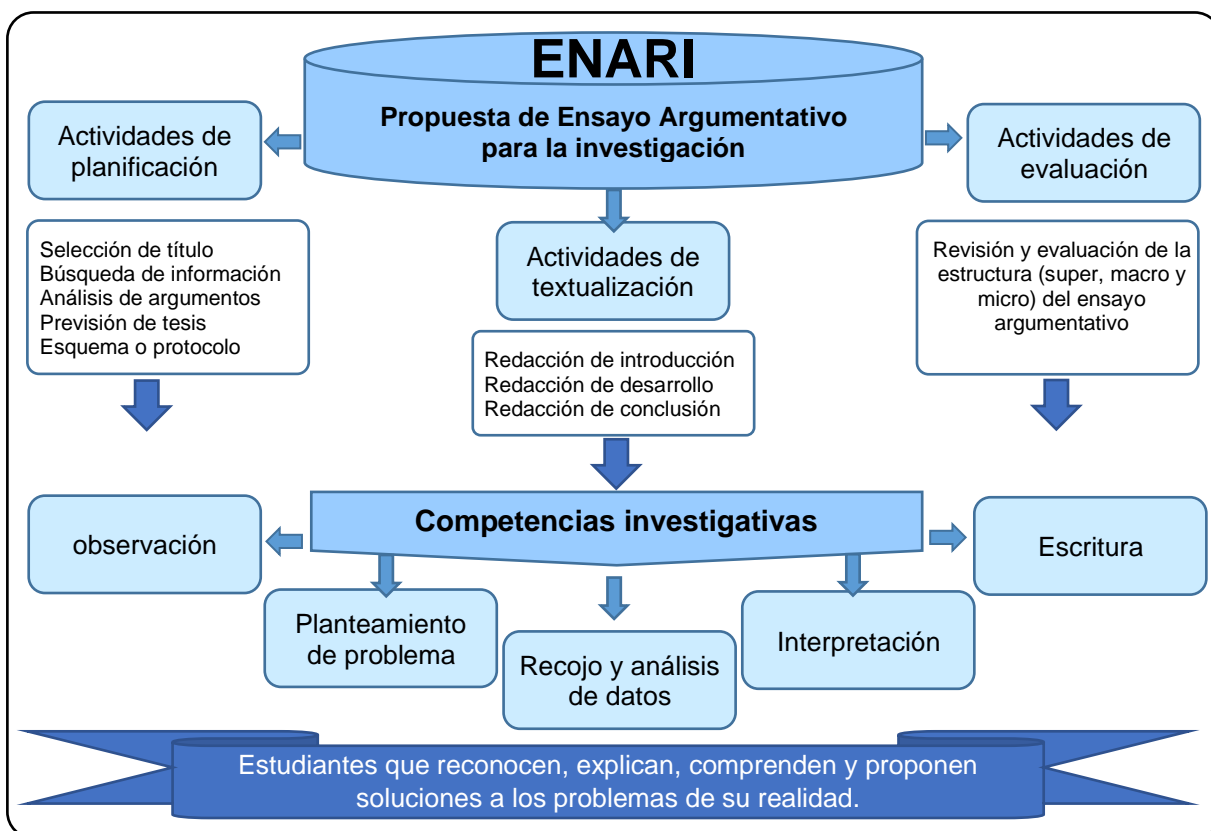 ENARI
Propuesta de Ensayo Argumentativo
para la investigación
Actividades de
planificación
Actividades de
evaluación
Selección de título
Búsqueda de información
Análisis de argumentos
Previsión de tesis
Esquema o protocolo
Actividades de
textualización
Revisión y evaluación de la
estructura (super, macro y
micro) del ensayo
argumentativo
Redacción de introducción
Redacción de desarrollo
Redacción de conclusión
Competencias investigativas
observación
Escritura
Planteamiento
de problema
Recojo y análisis
de datos
Interpretación
Estudiantes que reconocen, explican, comprenden y proponen
soluciones a los problemas de su realidad.